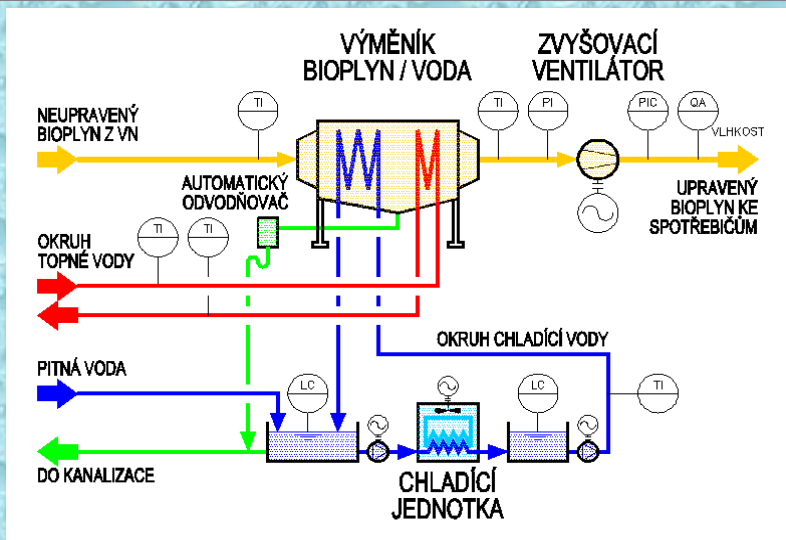 VÝMĚNÍK
BIOPLYN / VODA
ZVYŠOVACÍ
VENTILÁTOR
NEUPRAVENÝ
BIOPLYN Z VN
TI
TI
PI
PIC
QA
VLHKOST
AUTOMATICKÝ
ODVODŇOVAČ
UPRAVENÝ
BIOPLYN KE
SPOTŘEBIČŮM
OKRUH
TOPNÉ VODY
TI
TI
OKRUH CHLADÍCÍ VODY
PITNÁ VODA
LC
LC
TI
DO KANALIZACE
CHLADÍCÍ
JEDNOTKA